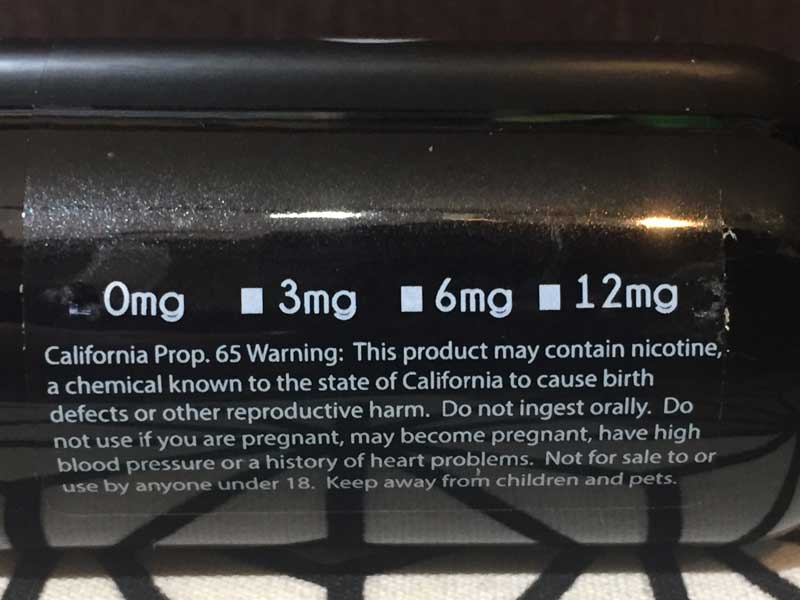 0mg 3mg 6mg 12mg
California Prop. 65 Warning: This product may contain nicotine,
a chemical known to the state of California to cause birth
defects or other reproductive harm. Do not ingest orally. Do
not use if you are pregnant, may become pregnant, have high
blood pressure or a history of heart problems. Not for sale to or
use by anyone under 18. Keep away from children and pets.